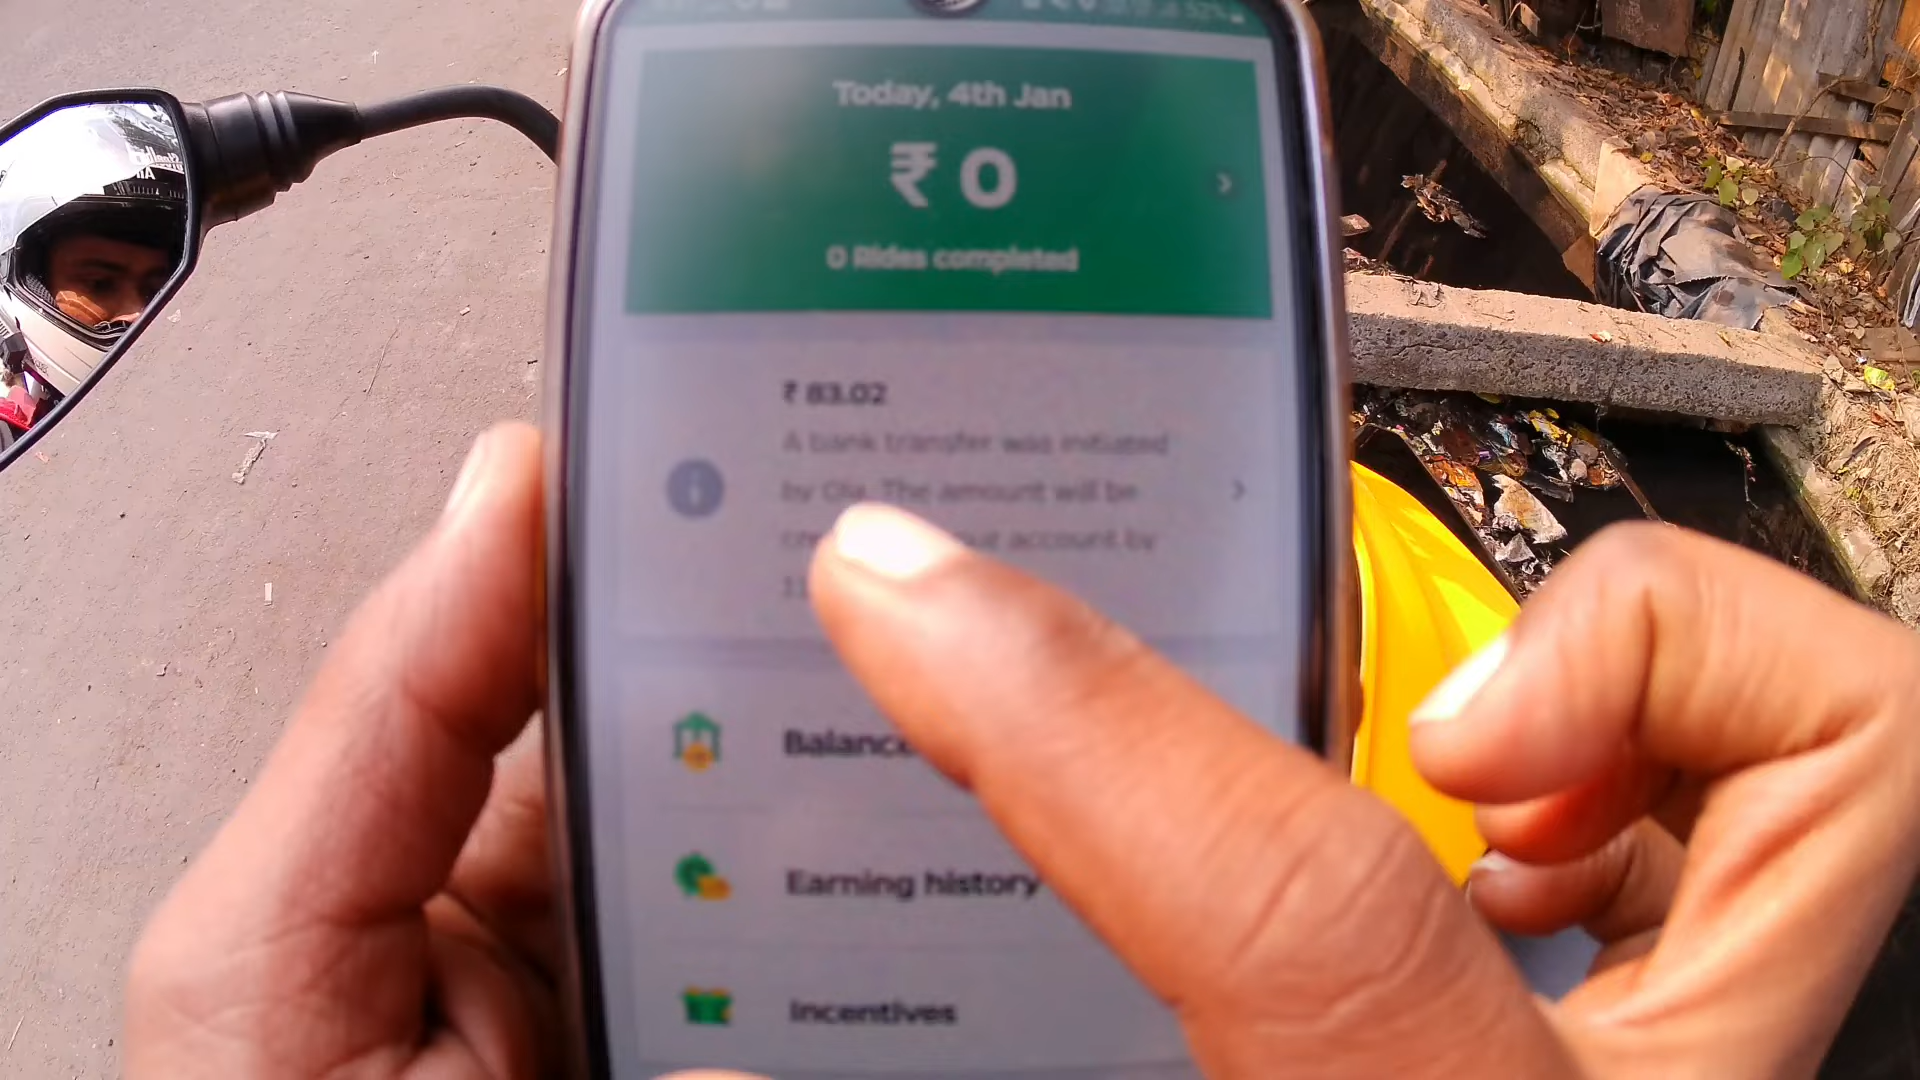 Today, 4th Jan
₹ 0
0 Rides completed
₹ 83.02
A bank transfer was initiated
by Ola. The amount will be
account by
Balance
Earning history
Incentives